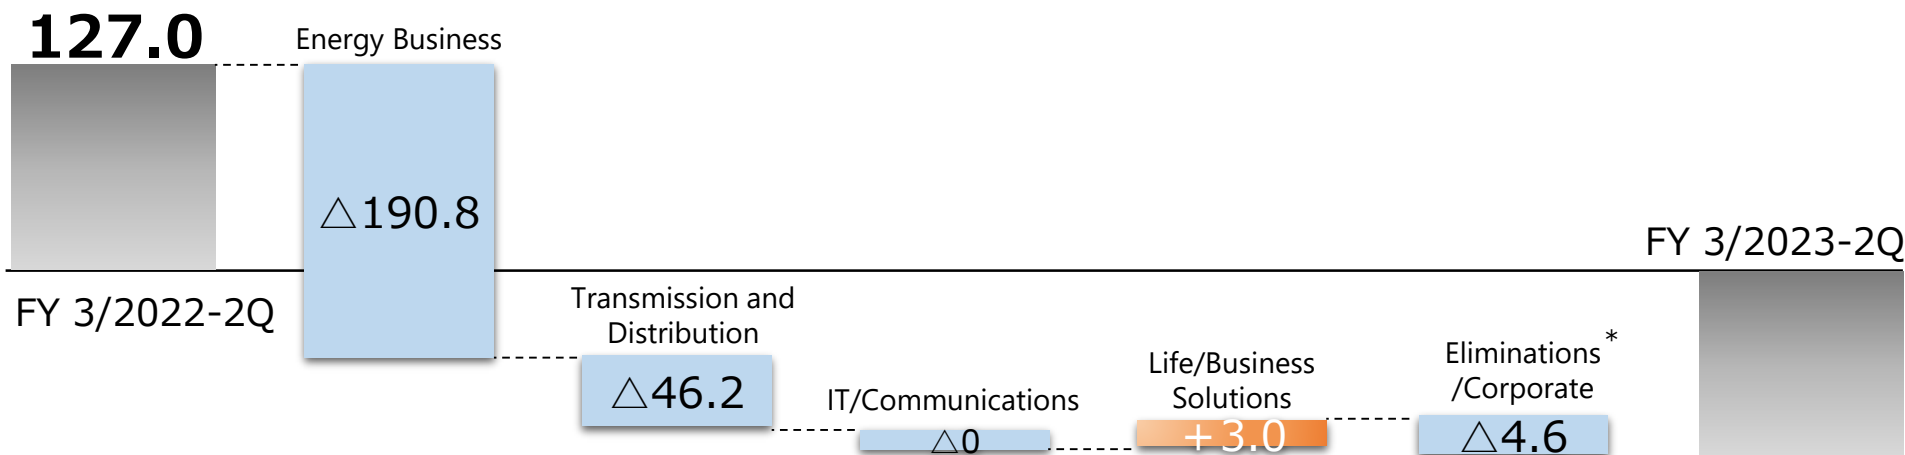 127.0
Energy Business
△190.8
FY 3/2023-2Q
FY 3/2022-2Q
Transmission and
Distribution
△46.2
IT/Communications
△0
Life/Business
Solutions
+3.0
Eliminations*
/Corporate
△4.6